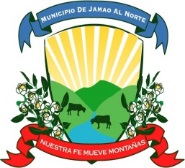 MUNICIPIO DE JAMAO AL NORTE
NUESTRA FE MUEVE MONTAÑAS